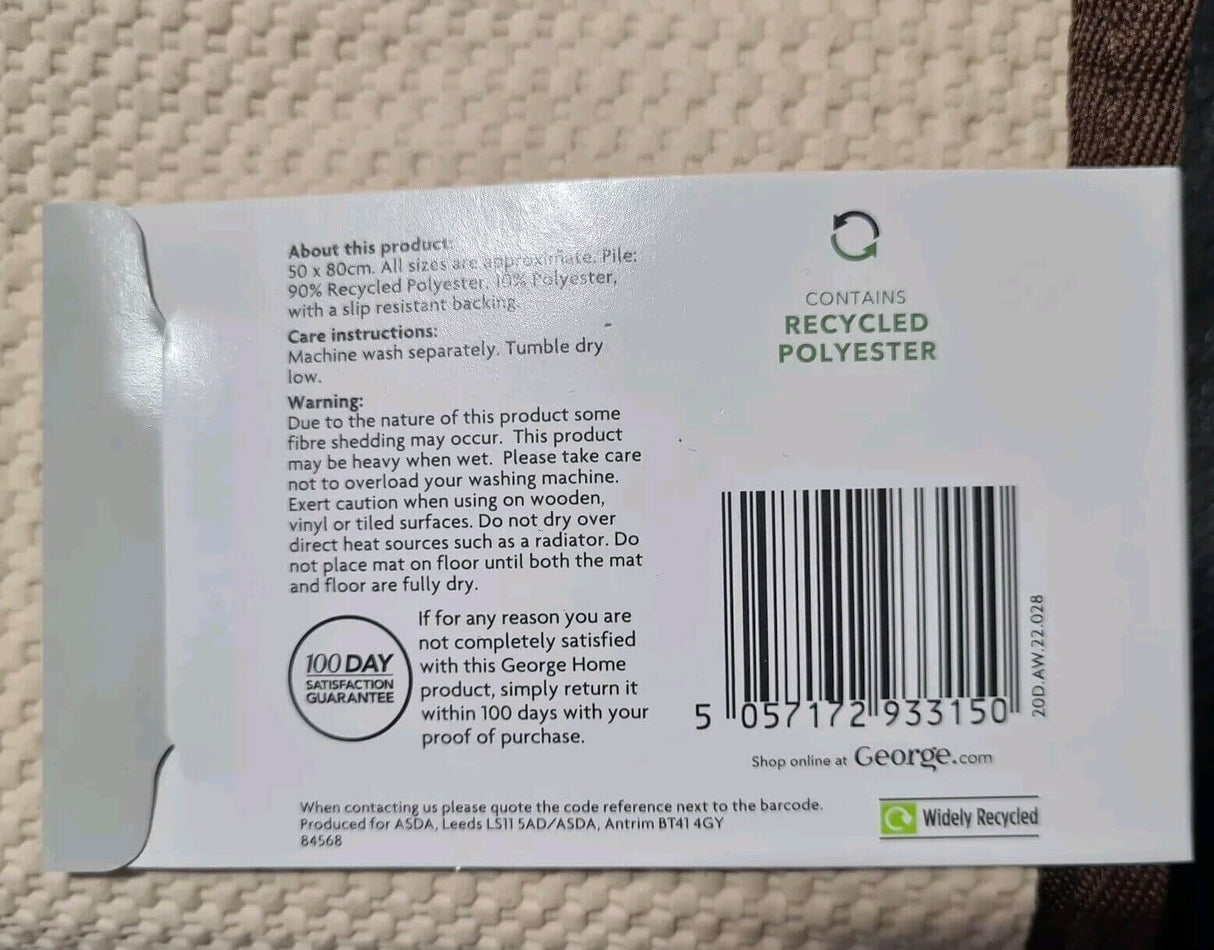 About this product:
50 x 80cm. All sizes are approximate. Pile:
90% Recycled Polyester, 10% Polyester,
with a slip resistant backing.
Care instructions:
Machine wash separately. Tumble dry
low.
Warning:
Due to the nature of this product some
fibre shedding may occur. This product
may be heavy when wet. Please take care
not to overload your washing machine.
Exert caution when using on wooden,
vinyl or tiled surfaces. Do not dry over
direct heat sources such as a radiator. Do
not place mat on floor until both the mat
and floor are fully dry.
100 DAY
SATISFACTION
GUARANTEE
If for any reason you are
not completely satisfied
with this George Home
product, simply return it
within 100 days with your
proof of purchase.
CONTAINS
RECYCLED
POLYESTER
5 057172 933150
20D.AW.22.028
Shop online at George.com
When contacting us please quote the code reference next to the barcode.
Produced for ASDA, Leeds LS11 5AD/ASDA, Antrim BT41 4GY
84568
Widely Recycled